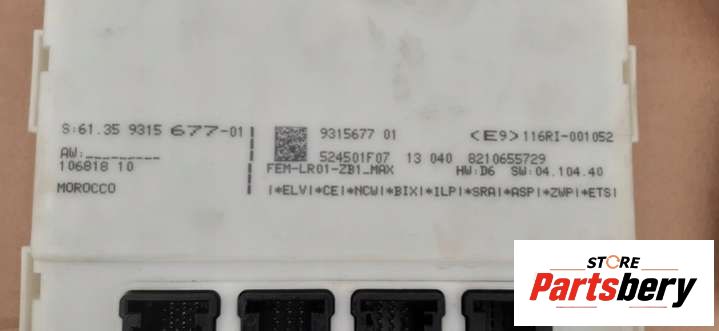 S:61.35 9315 677-01
AW:_________
106818 10
MOROCCO
9315677 01
<E9>116RI-001052
524501F07 13 040 8210655729
FEM-LR01-ZB1_MAX HW:D6 SW:04.104.40
|*ELV|*CE|*NCW|*BIX|*ILP|*SRA|*ASP|*ZWP|*ETS|
STORE
Partsbery